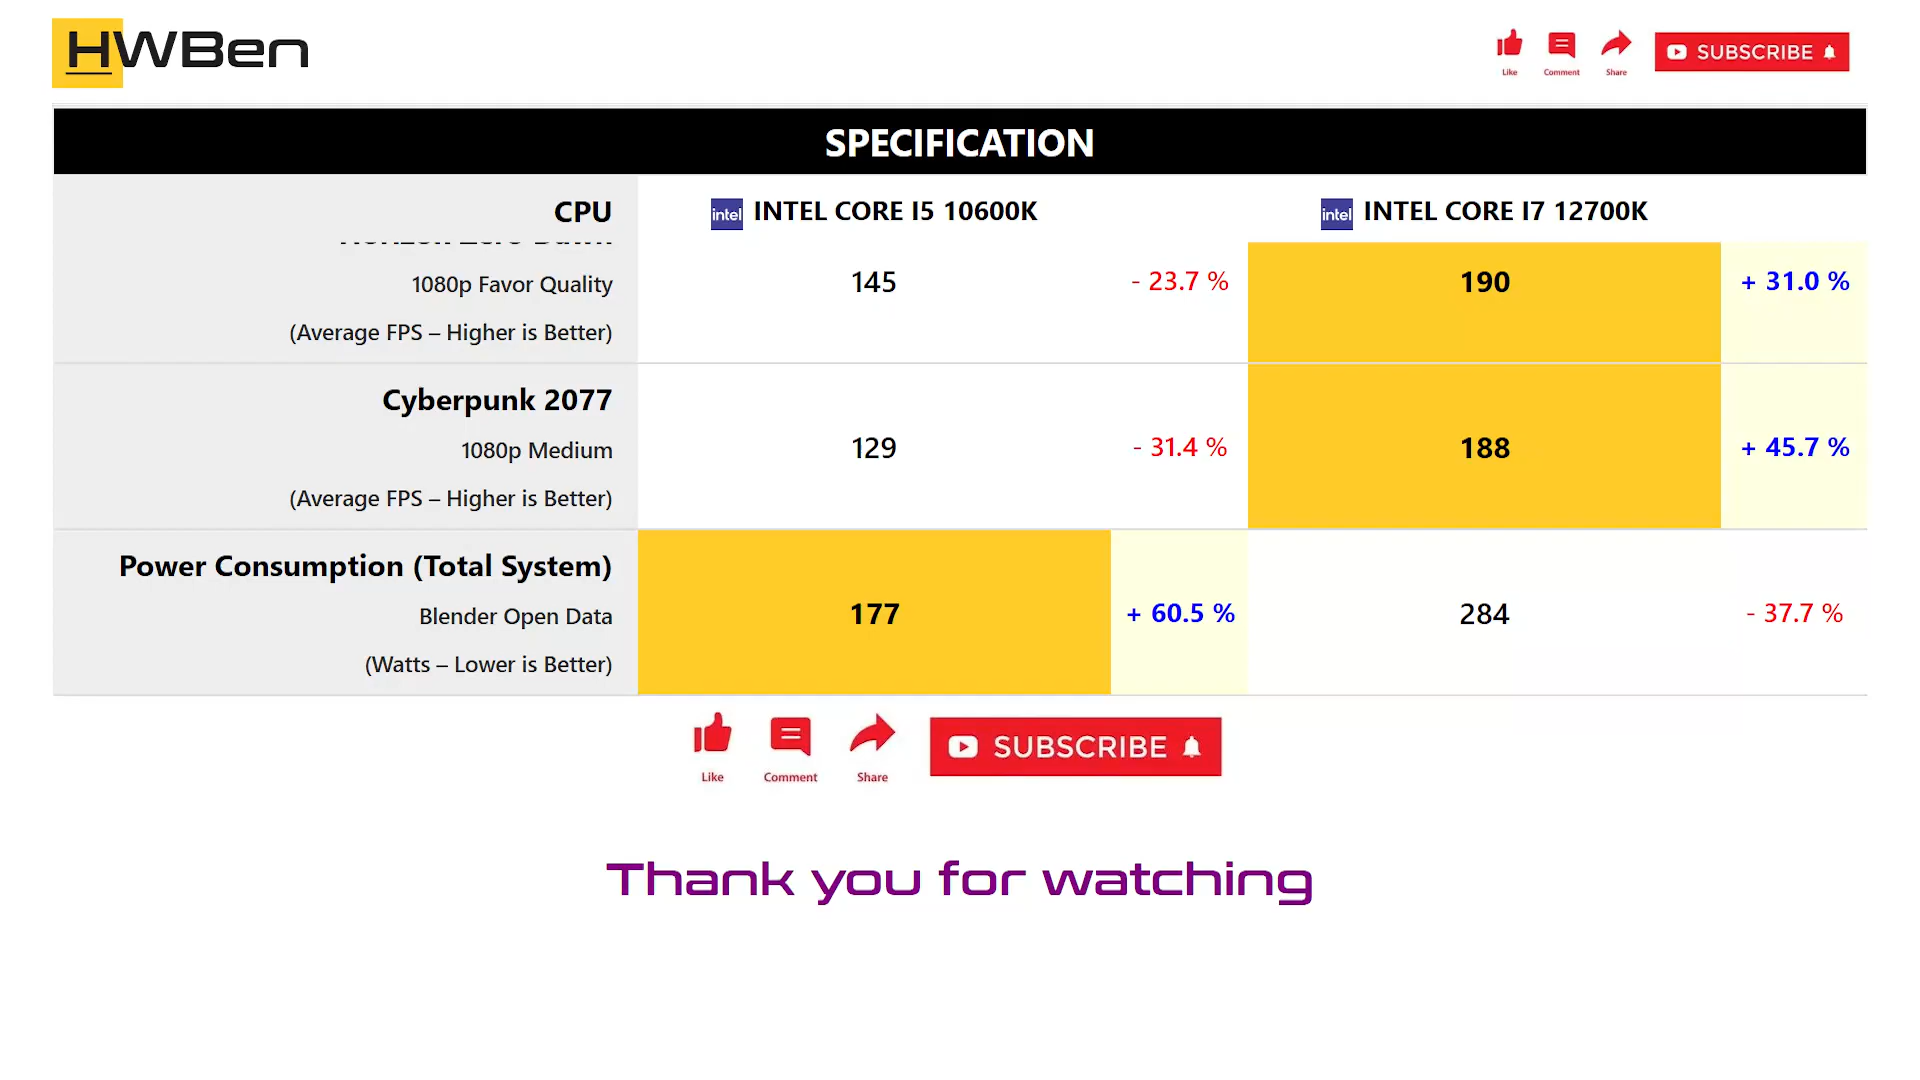 HWBen
Like Comment Share SUBSCRIBE
SPECIFICATION
CPU intel INTEL CORE I5 10600K intel INTEL CORE I7 12700K
1080p Favor Quality 145 - 23.7 % 190 + 31.0 %
(Average FPS – Higher is Better)
Cyberpunk 2077
1080p Medium 129 - 31.4 % 188 + 45.7 %
(Average FPS – Higher is Better)
Power Consumption (Total System)
Blender Open Data 177 + 60.5 % 284 - 37.7 %
(Watts – Lower is Better)
Like Comment Share SUBSCRIBE
Thank you for watching